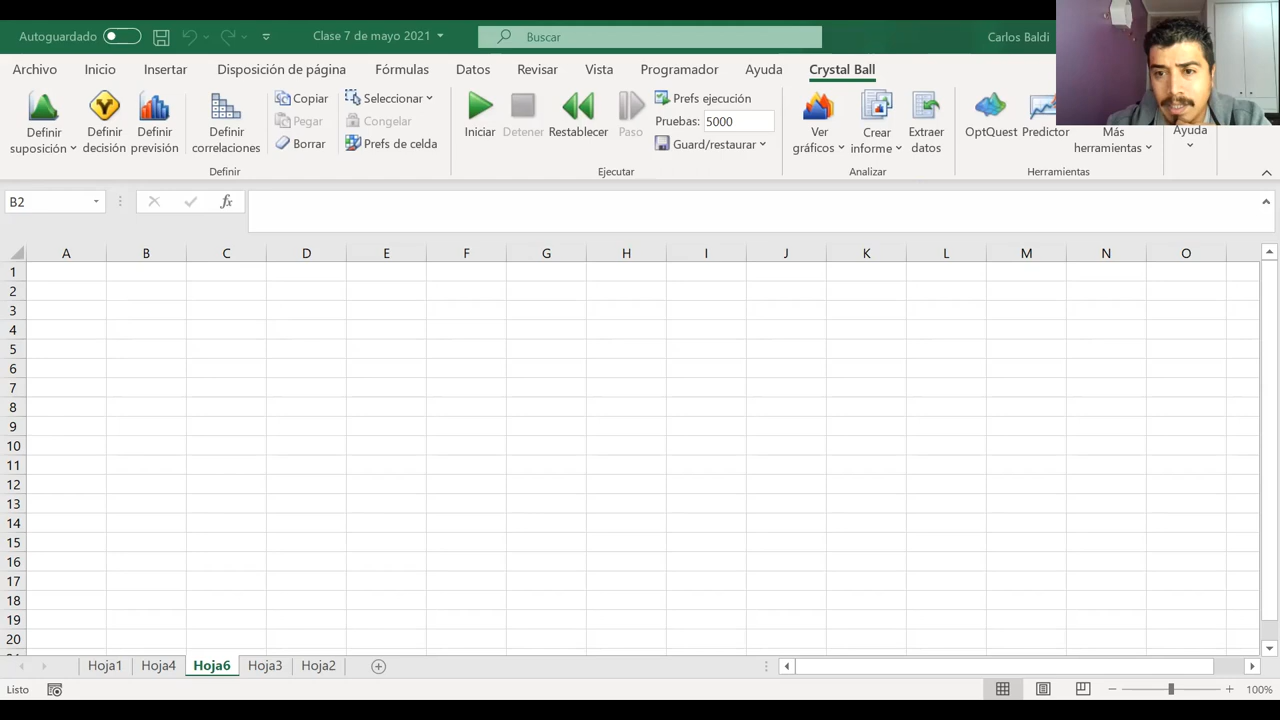 Autoguardado
Clase 7 de mayo 2021
Buscar
Carlos Baldi
Archivo Inicio Insertar Disposición de página Fórmulas Datos Revisar Vista Programador Ayuda Crystal Ball
Definir suposición
Definir decisión
Definir previsión
Definir correlaciones
Copiar
Pegar
Borrar
Seleccionar
Congelar
Prefs de celda
Definir
Iniciar
Detener
Restablecer
Paso
Prefs ejecución
Pruebas: 5000
Guard/restaurar
Ejecutar
Ver gráficos
Crear informe
Extraer datos
Analizar
OptQuest
Predictor
Más herramientas
Herramientas
Ayuda
B2
fx
A B C D E F G H I J K L M N O
1
2
3
4
5
6
7
8
9
10
11
12
13
14
15
16
17
18
19
20
Hoja1 Hoja4 Hoja6 Hoja3 Hoja2
Listo
100%